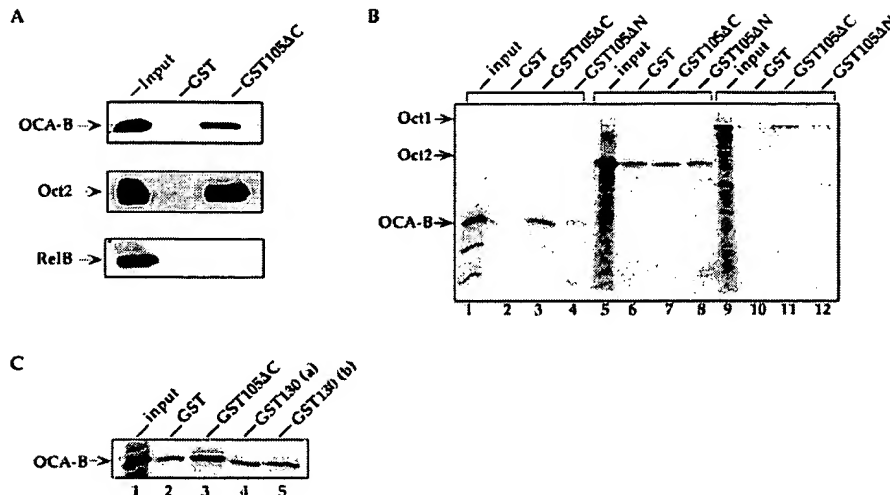 A
Input
GST
GST105ΔC
OCA-B
Oct2
RelB
B
input
GST
GST105ΔC
GST105ΔN
input
GST
GST105ΔC
GST105ΔN
input
GST
GST105ΔC
GST105ΔN
Oct1
Oct2
OCA-B
1 2 3 4 5 6 7 8 9 10 11 12
C
input
GST
GST105ΔC
GST130 (a)
GST130 (b)
OCA-B
1 2 3 4 5